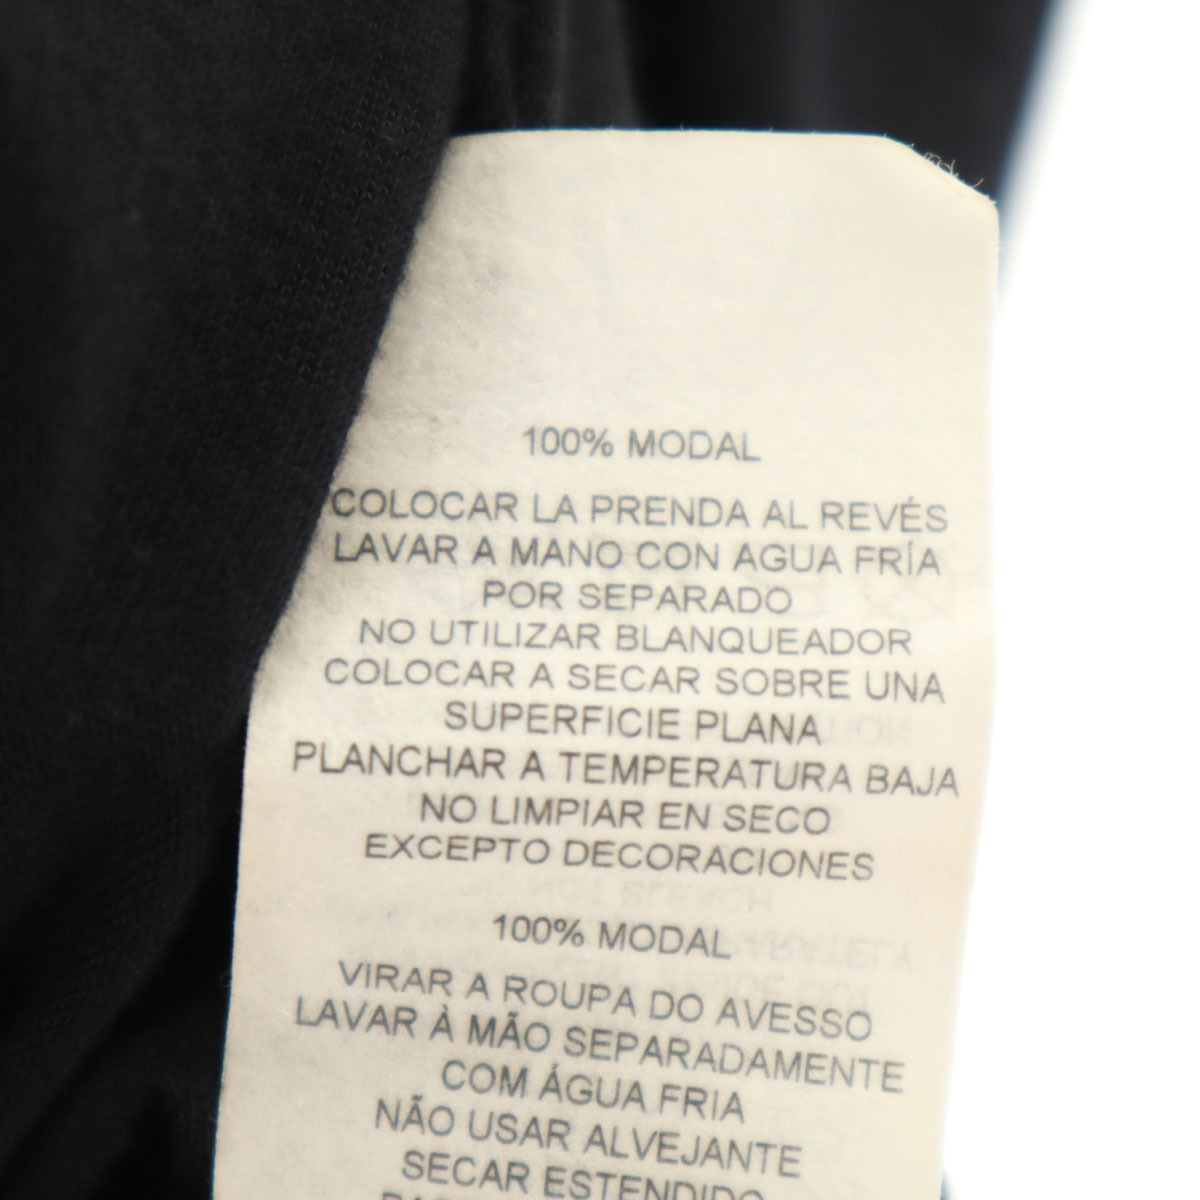 100% MODAL
COLOCAR LA PRENDA AL REVÉS
LAVAR A MANO CON AGUA FRÍA
POR SEPARADO
NO UTILIZAR BLANQUEADOR
COLOCAR A SECAR SOBRE UNA
SUPERFICIE PLANA
PLANCHAR A TEMPERATURA BAJA
NO LIMPIAR EN SECO
EXCEPTO DECORACIONES
100% MODAL
VIRAR A ROUPA DO AVESSO
LAVAR À MÃO SEPARADAMENTE
COM ÁGUA FRIA
NÃO USAR ALVEJANTE
SECAR ESTENDIDO